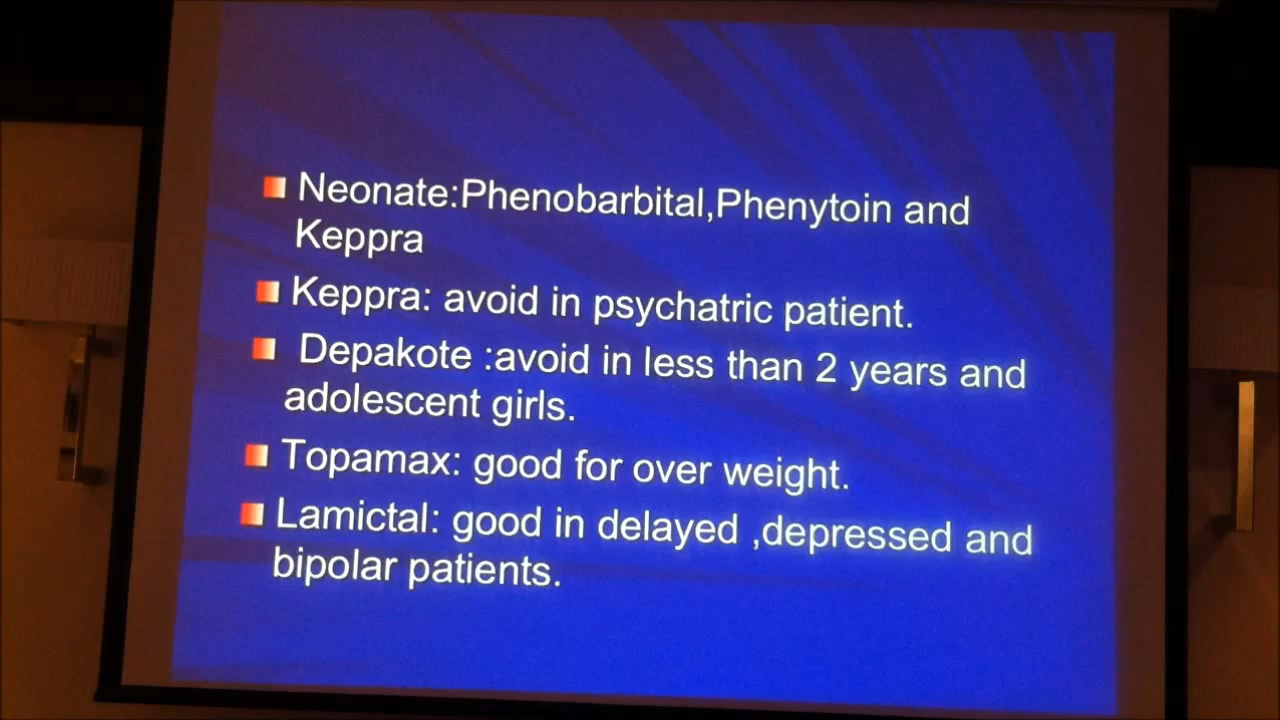 Neonate:Phenobarbital,Phenytoin and
Keppra
Keppra: avoid in psychatric patient.
Depakote :avoid in less than 2 years and
adolescent girls.
Topamax: good for over weight.
Lamictal: good in delayed ,depressed and
bipolar patients.